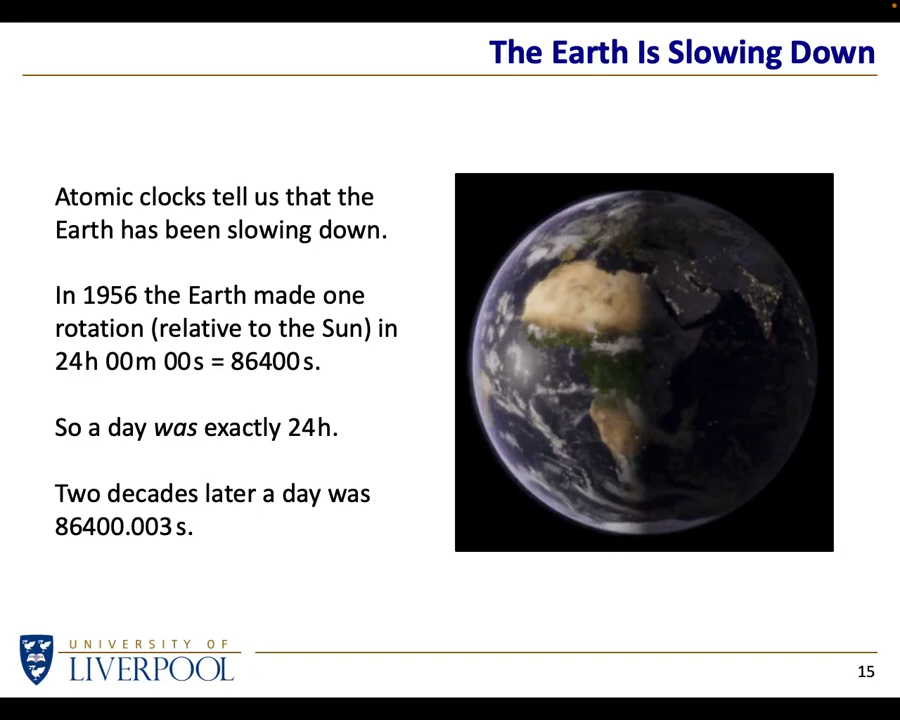 The Earth Is Slowing Down
Atomic clocks tell us that the
Earth has been slowing down.
In 1956 the Earth made one
rotation (relative to the Sun) in
24h 00m 00s = 86400s.
So a day was exactly 24h.
Two decades later a day was
86400.003s.
UNIVERSITY OF
LIVERPOOL
15